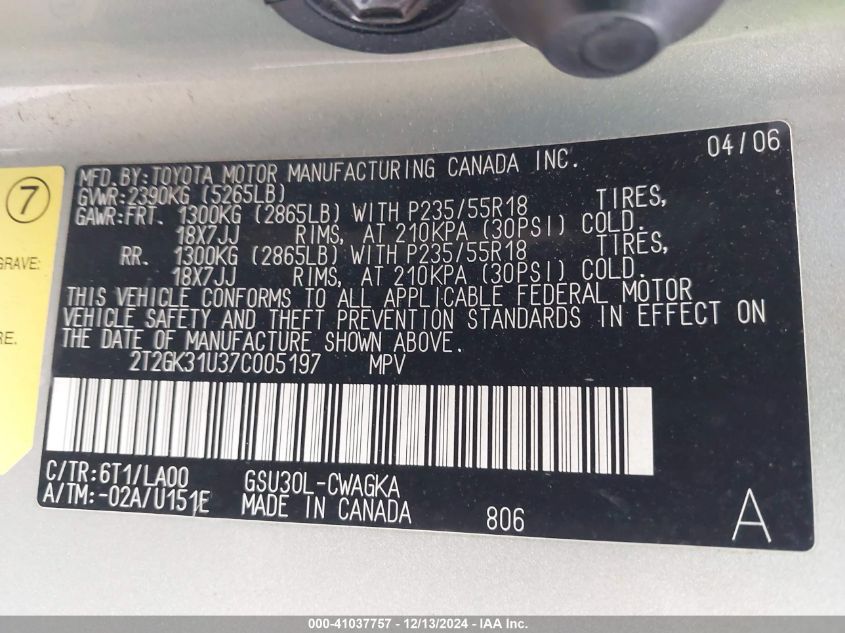 04/06
MFD.BY:TOYOTA MOTOR MANUFACTURING CANADA INC.
GVWR:2390KG (5265LB)
GAWR:FRT. 1300KG (2865LB) WITH P235/55R18 TIRES,
18X7JJ RIMS, AT 210KPA (30PSI) COLD.
RR. 1300KG (2865LB) WITH P235/55R18 TIRES,
18X7JJ RIMS, AT 210KPA (30PSI) COLD.
THIS VEHICLE CONFORMS TO ALL APPLICABLE FEDERAL MOTOR
VEHICLE SAFETY AND THEFT PREVENTION STANDARDS IN EFFECT ON
THE DATE OF MANUFACTURE SHOWN ABOVE.
2T2GK31U37C005197 MPV
C/TR:6T1/LA00 GSU30L-CWAGKA
A/TM:-02A/U151E MADE IN CANADA 806 A
7
GRAVE:
RE.
000-41037757 - 12/13/2024 - IAA Inc.